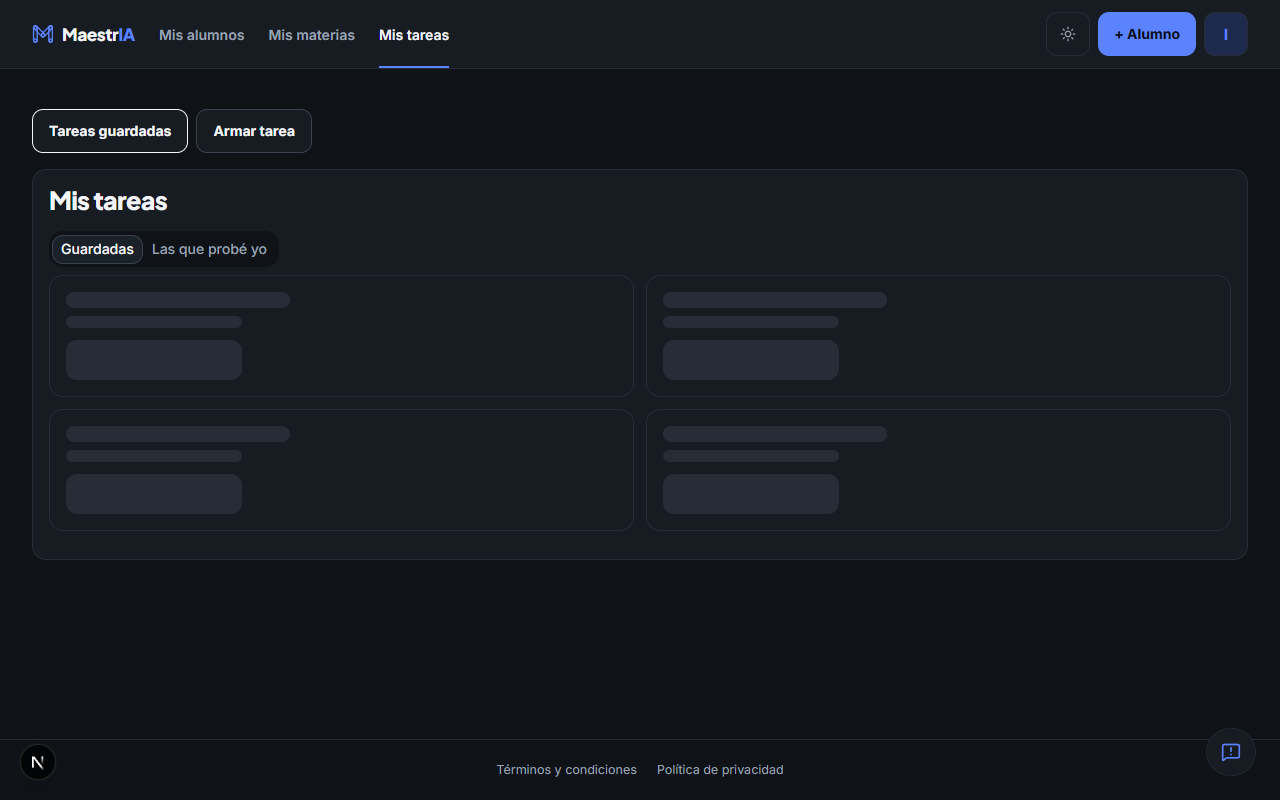 MaestrIA
Mis alumnos
Mis materias
Mis tareas
+ Alumno
I
Tareas guardadas
Armar tarea
Mis tareas
Guardadas
Las que probé yo
N
Términos y condiciones
Política de privacidad